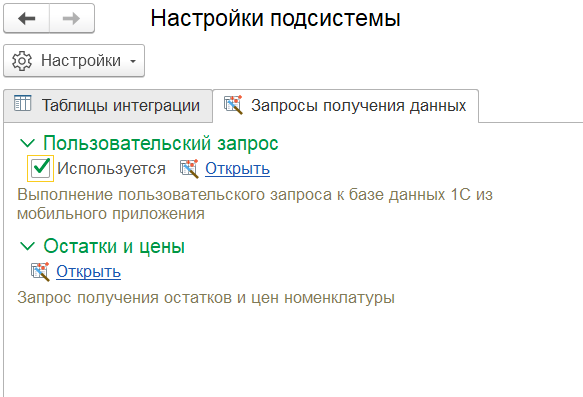 Настройки подсистемы
Настройки
Таблицы интеграции Запросы получения данных
Пользовательский запрос
Используется Открыть
Выполнение пользовательского запроса к базе данных 1С из
мобильного приложения
Остатки и цены
Открыть
Запрос получения остатков и цен номенклатуры